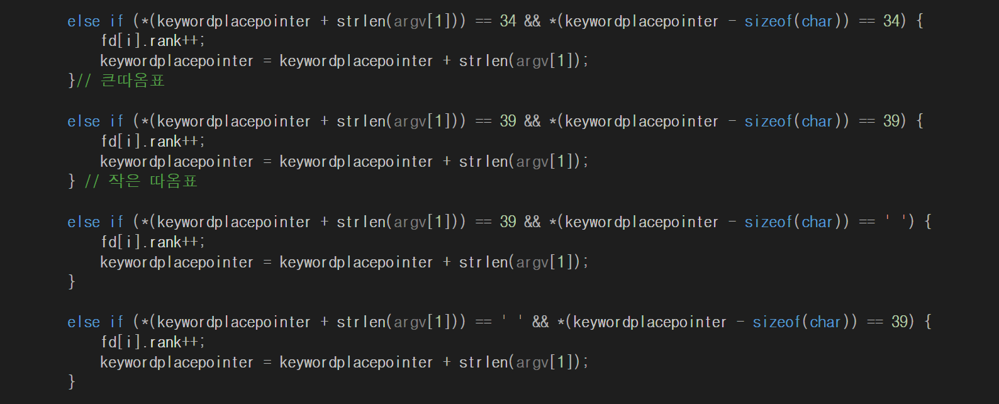 else if (*(keywordplacepointer + strlen(argv[1])) == 34 && *(keywordplacepointer - sizeof(char)) == 34) {
fd[i].rank++;
keywordplacepointer = keywordplacepointer + strlen(argv[1]);
}// 큰따옴표
else if (*(keywordplacepointer + strlen(argv[1])) == 39 && *(keywordplacepointer - sizeof(char)) == 39) {
fd[i].rank++;
keywordplacepointer = keywordplacepointer + strlen(argv[1]);
} // 작은 따옴표
else if (*(keywordplacepointer + strlen(argv[1])) == 39 && *(keywordplacepointer - sizeof(char)) == ' ') {
fd[i].rank++;
keywordplacepointer = keywordplacepointer + strlen(argv[1]);
}
else if (*(keywordplacepointer + strlen(argv[1])) == ' ' && *(keywordplacepointer - sizeof(char)) == 39) {
fd[i].rank++;
keywordplacepointer = keywordplacepointer + strlen(argv[1]);
}